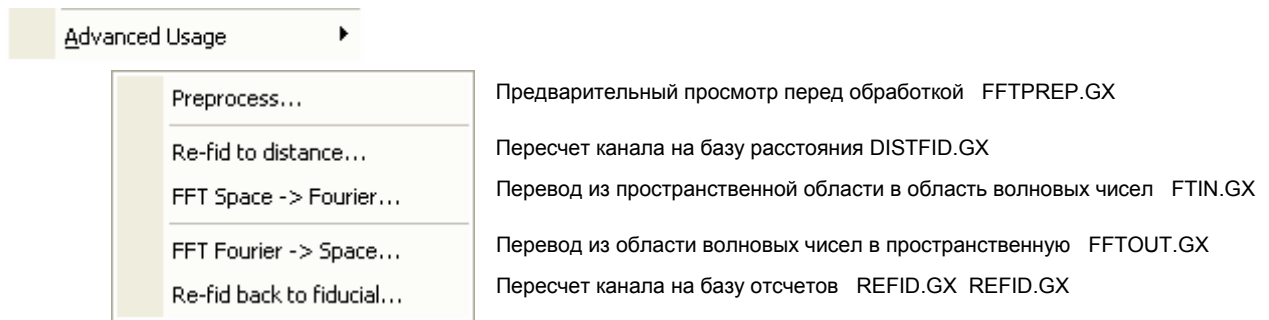 Advanced Usage
Preprocess... Предварительный просмотр перед обработкой FFTPREP.GX
Re-fid to distance... Пересчет канала на базу расстояния DISTFID.GX
FFT Space -> Fourier... Перевод из пространственной области в область волновых чисел FTIN.GX
FFT Fourier -> Space... Перевод из области волновых чисел в пространственную FFTOUT.GX
Re-fid back to fiducial... Пересчет канала на базу отсчетов REFID.GX REFID.GX